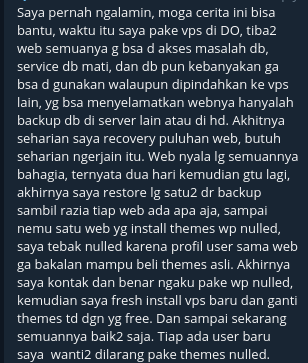 Saya pernah ngalamin, moga cerita ini bisa
bantu, waktu itu saya pake vps di DO, tiba2
web semuanya g bsa d akses masalah db,
service db mati, dan db pun kebanyakan ga
bsa d gunakan walaupun dipindahkan ke vps
lain, yg bsa menyelamatkan webnya hanyalah
backup db di server lain atau di hd. Akhitnya
seharian saya recovery puluhan web, butuh
seharian ngerjain itu. Web nyala lg semuannya
bahagia, ternyata dua hari kemudian gtu lagi,
akhirnya saya restore lg satu2 dr backup
sambil razia tiap web ada apa aja, sampai
nemu satu web yg install themes wp nulled,
saya tebak nulled karena profil user sama web
ga bakalan mampu beli themes asli. Akhirnya
saya kontak dan benar ngaku pake wp nulled,
kemudian saya fresh install vps baru dan ganti
themes td dgn yg free. Dan sampai sekarang
semuannya baik2 saja. Tiap ada user baru
saya wanti2 dilarang pake themes nulled.